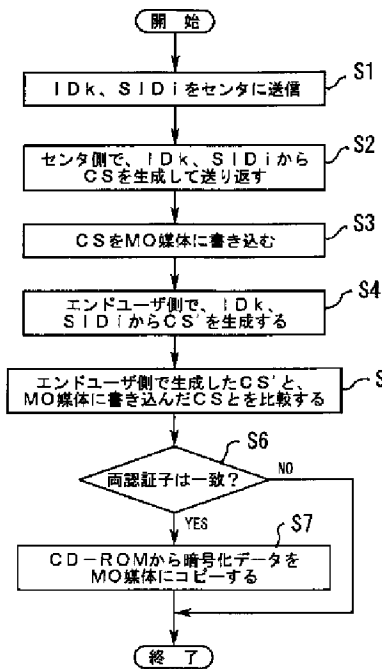 開 始
S1
IDk、SIDiをセンタに送信
S2
センタ側で、IDk、SIDiから
CSを生成して送り返す
S3
CSをMO媒体に書き込む
S4
エンドユーザ側で、IDk、
SIDiからCS'を生成する
S
エンドユーザ側で生成したCS'と、
MO媒体に書き込んだCSとを比較する
S6
両認証子は一致?
NO
YES
S7
CD-ROMから暗号化データを
MO媒体にコピーする
終 了